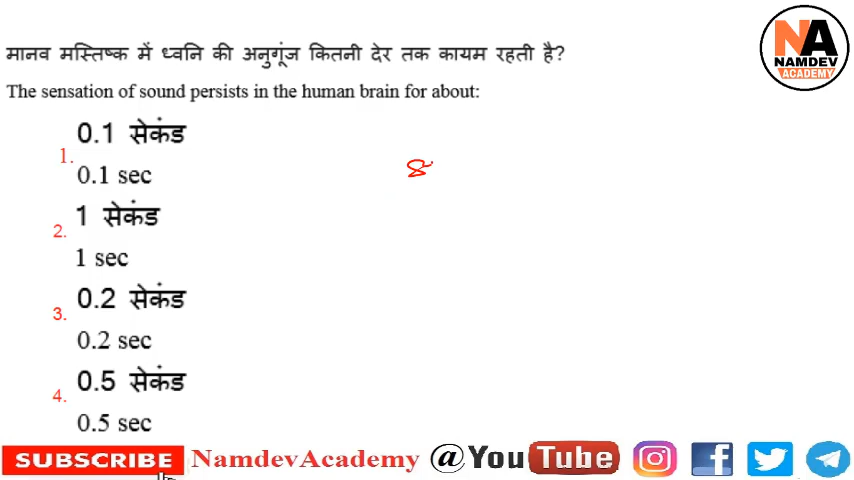 मानव मस्तिष्क में ध्वनि की अनुगूंज कितनी देर तक कायम रहती है?
The sensation of sound persists in the human brain for about:
0.1 सेकंड
1.
0.1 sec
8
1 सेकंड
2.
1 sec
0.2 सेकंड
3.
0.2 sec
0.5 सेकंड
4.
0.5 sec
NA
NAMDEV
ACADEMY
SUBSCRIBE NamdevAcademy @YouTube